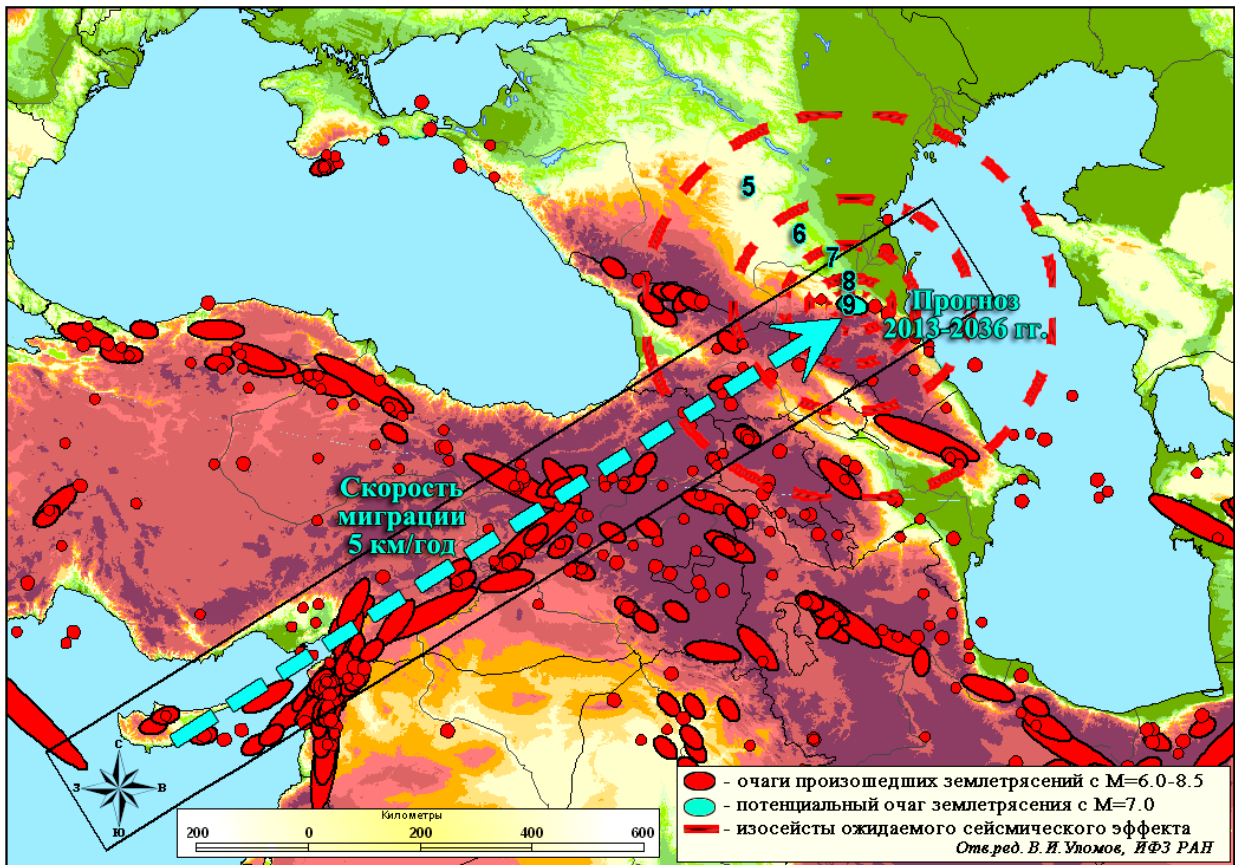 5
6
7
8
9
Прогноз
2013-2036 гг.
Скорость
миграции
5 км/год
С
З
В
Ю
Километры
200 0 200 400 600
- очаги произошедших землетрясений с М=6.0-8.5
- потенциальный очаг землетрясения с М=7.0
- изосейсты ожидаемого сейсмического эффекта
Отв.ред. В.И.Уломов, ИФЗ РАН